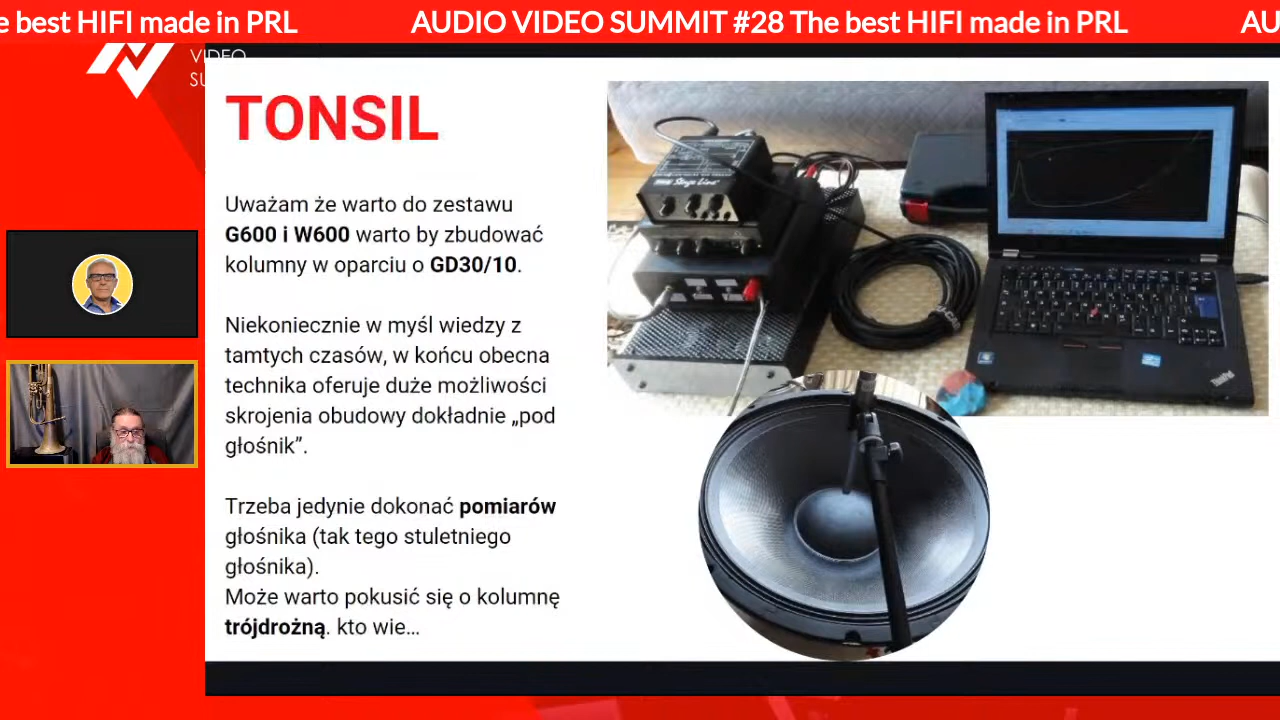 e best HIFI made in PRL
AUDIO VIDEO SUMMIT #28 The best HIFI made in PRL
AU
VIDEO
SU
TONSIL
Uważam że warto do zestawu
G600 i W600 warto by zbudować
kolumny w oparciu o GD30/10.
Niekoniecznie w myśl wiedzy z
tamtych czasów, w końcu obecna
technika oferuje duże możliwości
skrojenia obudowy dokładnie „pod
głośnik”.
Trzeba jedynie dokonać pomiarów
głośnika (tak tego stuletniego
głośnika).
Może warto pokusić się o kolumnę
trójdrożną. kto wie...
Stage Line
ThinkPad